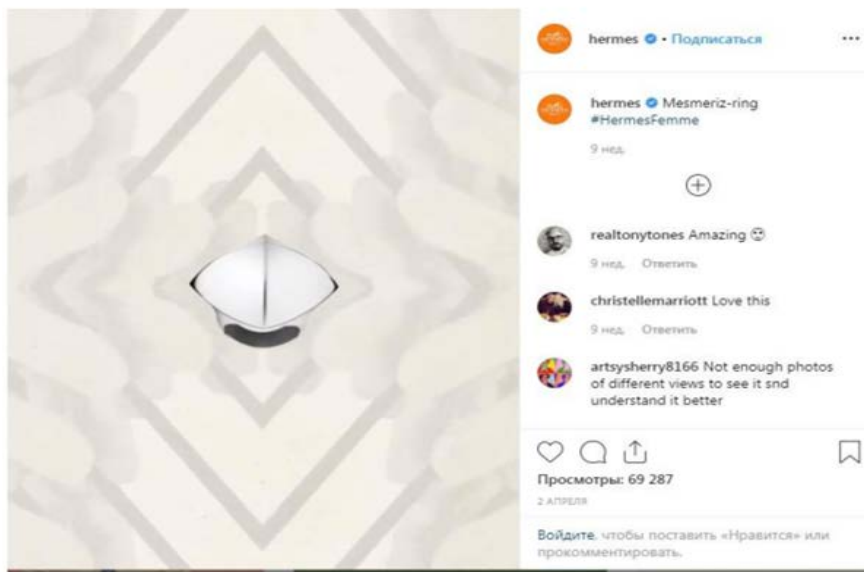 hermes • Подписаться
hermes Mesmeriz-ring
#HermesFemme
9 нед.
realtonytones Amazing
9 нед. Ответить
christellemarriott Love this
9 нед. Ответить
artsysherry8166 Not enough photos
of different views to see it snd
understand it better
Просмотры: 69 287
2 АПРЕЛЯ
Войдите, чтобы поставить «Нравится» или
прокомментировать.